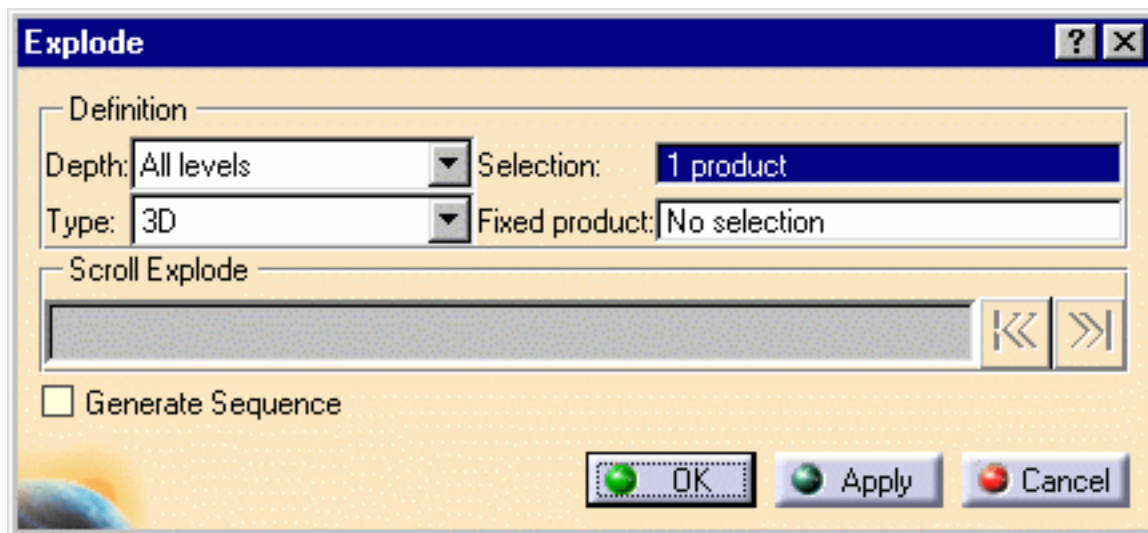 Explode
Definition
Depth: All levels Selection: 1 product
Type: 3D Fixed product: No selection
Scroll Explode
Generate Sequence
OK Apply Cancel